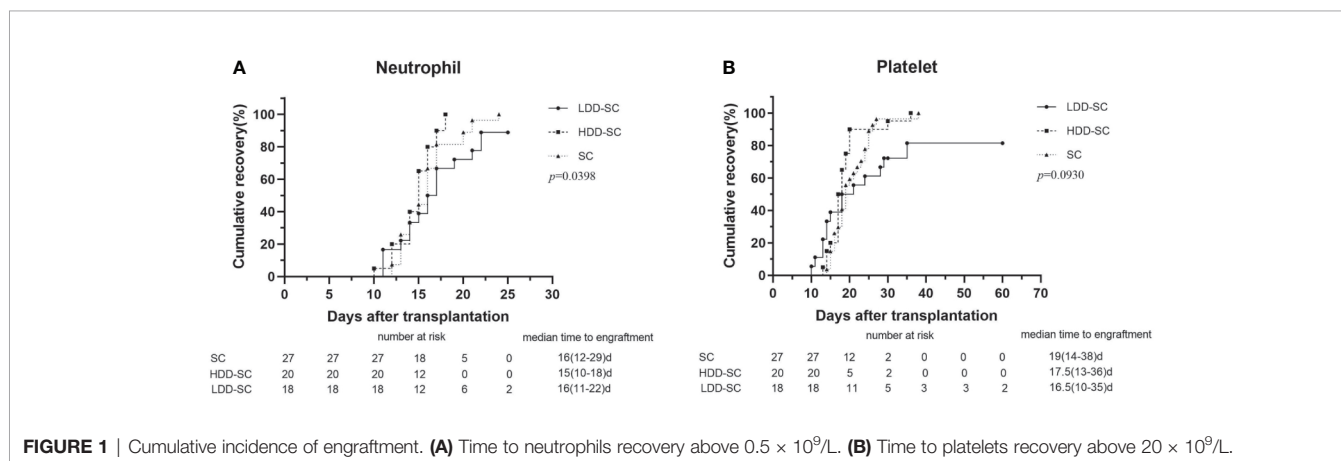 A
Neutrophil
Cumulative recovery(%)
100
80
60
40
20
0
0 5 10 15 20 25 30
Days after transplantation
LDD-SC
HDD-SC
SC
p=0.0398
number at risk median time to engraftment
SC 27 27 27 18 5 0 16(12-29)d
HDD-SC 20 20 20 12 0 0 15(10-18)d
LDD-SC 18 18 18 12 6 2 16(11-22)d
B
Platelet
Cumulative recovery(%)
100
80
60
40
20
0
0 10 20 30 40 50 60 70
Days after transplantation
LDD-SC
HDD-SC
SC
p=0.0930
number at risk median time to engraftment
SC 27 27 12 2 0 0 0 19(14-38)d
HDD-SC 20 20 5 2 0 0 0 17.5(13-36)d
LDD-SC 18 18 11 5 3 3 2 16.5(10-35)d
FIGURE 1 | Cumulative incidence of engraftment. (A) Time to neutrophils recovery above 0.5 × 10⁹/L. (B) Time to platelets recovery above 20 × 10⁹/L.